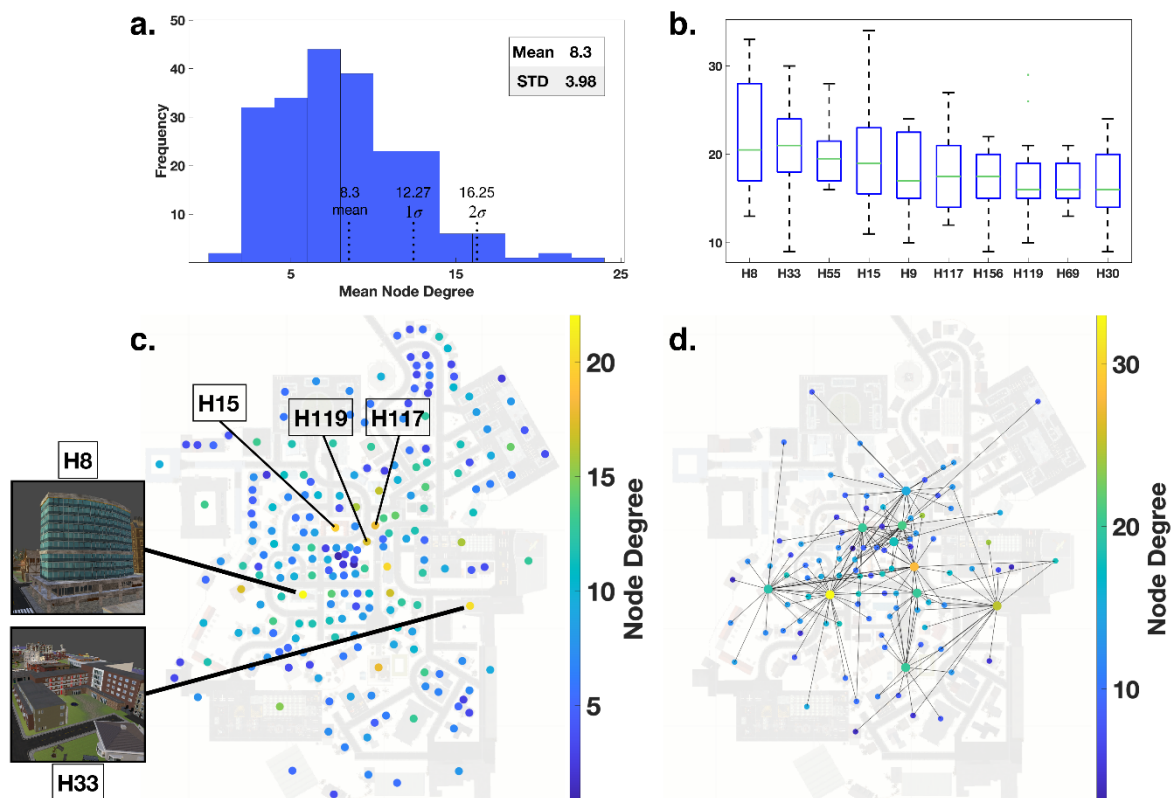 a.
50
40
30
20
10
Frequency
Mean 8.3
STD 3.98
8.3
mean
12.27
1σ
16.25
2σ
5
15
25
Mean Node Degree
b.
30
20
10
H8 H33 H55 H15 H9 H117 H156 H119 H69 H30
c.
H15
H119
H117
H8
H33
20
15
10
5
Node Degree
d.
30
20
10
Node Degree